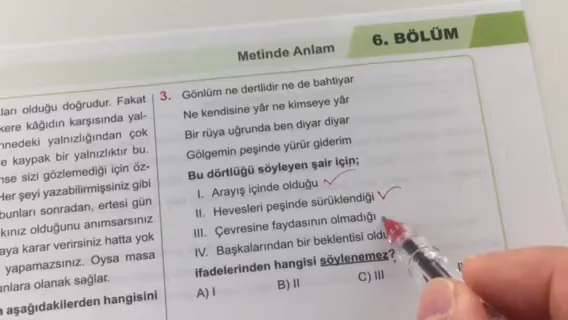 Metinde Anlam
6. BÖLÜM
ları olduğu doğrudur. Fakat
kere kâğıdın karşısında yal-
nnedeki yalnızlığından çok
e kaypak bir yalnızlıktır bu.
nse sizi gözlemediği için öz-
Her şeyi yazabilirmişsiniz gibi
bunları sonradan, ertesi gün
kınız olduğunu anımsarsınız
aya karar verirsiniz hatta yok
yapamazsınız. Oysa masa
unlara olanak sağlar.
aşağıdakilerden hangisini
3. Gönlüm ne dertlidir ne de bahtiyar
Ne kendisine yâr ne kimseye yâr
Bir rüya uğrunda ben diyar diyar
Gölgemin peşinde yürür giderim
Bu dörtlüğü söyleyen şair için;
I. Arayış içinde olduğu
II. Hevesleri peşinde sürüklendiği
III. Çevresine faydasının olmadığı
IV. Başkalarından bir beklentisi oldu
ifadelerinden hangisi söylenemez?
A) I
B) II
C) III